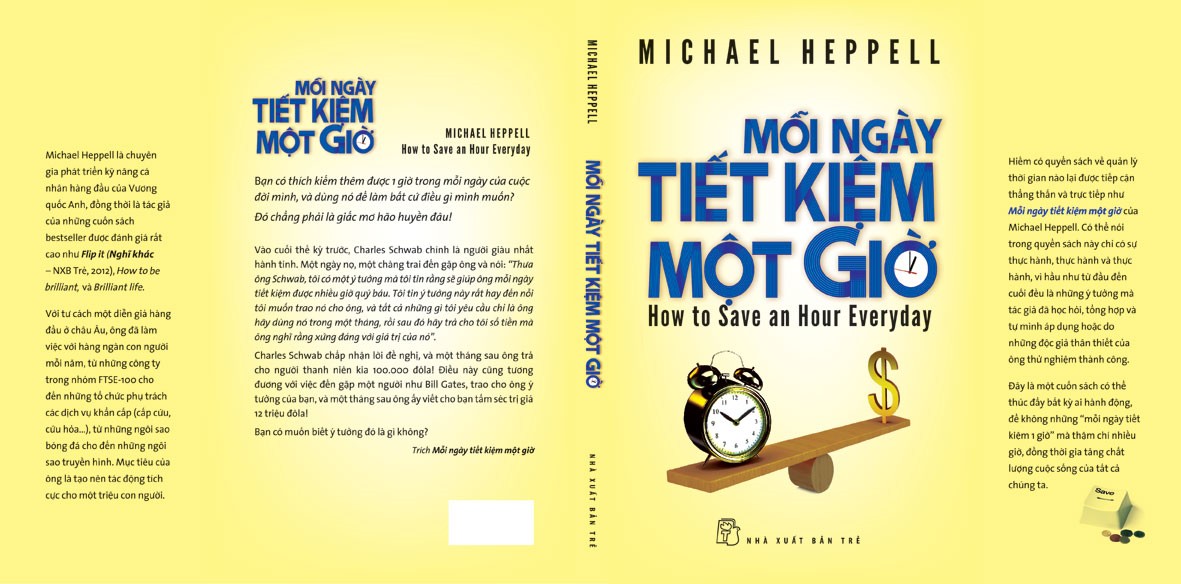 Michael Heppell là chuyên
gia phát triển kỹ năng cá
nhân hàng đầu của Vương
quốc Anh, đồng thời là tác giả
của những cuốn sách
bestseller được đánh giá rất
cao như Flip it (Nghĩ khác
– NXB Trẻ, 2012), How to be
brilliant, và Brilliant life.
Với tư cách một diễn giả hàng
đầu ở châu Âu, ông đã làm
việc với hàng ngàn con người
mỗi năm, từ những công ty
trong nhóm FTSE-100 cho
đến những tổ chức phụ trách
các dịch vụ khẩn cấp (cấp cứu,
cứu hỏa...), từ những ngôi sao
bóng đá cho đến những ngôi
sao truyền hình. Mục tiêu của
ông là tạo nên tác động tích
cực cho một triệu con người.
MỖI NGÀY
TIẾT KIỆM
MỘT GIỜ
MICHAEL HEPPELL
How to Save an Hour Everyday
Bạn có thích kiếm thêm được 1 giờ trong mỗi ngày của cuộc
đời mình, và dùng nó để làm bất cứ điều gì mình muốn?
Đó chẳng phải là giấc mơ hão huyền đâu!
Vào cuối thế kỷ trước, Charles Schwab chính là người giàu nhất
hành tinh. Một ngày nọ, một chàng trai đến gặp ông và nói: “Thưa
ông Schwab, tôi có một ý tưởng mà tôi tin rằng sẽ giúp ông mỗi ngày
tiết kiệm được nhiều giờ quý báu. Tôi tin ý tưởng này rất hay đến nỗi
tôi muốn trao nó cho ông, và tất cả những gì tôi yêu cầu chỉ là ông
hãy dùng nó trong một tháng, rồi sau đó hãy trả cho tôi số tiền mà
ông nghĩ rằng xứng đáng với giá trị của nó”.
Charles Schwab chấp nhận lời đề nghị, và một tháng sau ông trả
cho người thanh niên kia 100.000 đôla! Điều này cũng tương
đương với việc đến gặp một người như Bill Gates, trao cho ông ý
tưởng của bạn, và một tháng sau ông ấy viết cho bạn tấm séc trị giá
12 triệu đôla!
Bạn có muốn biết ý tưởng đó là gì không?
Trích Mỗi ngày tiết kiệm một giờ
MICHAEL HEPPELL
MỖI NGÀY TIẾT KIỆM MỘT GIỜ
NHÀ XUẤT BẢN TRẺ
MICHAEL HEPPELL
MỖI NGÀY
TIẾT KIỆM
MỘT GIỜ
How to Save an Hour Everyday
12
1
2
3
4
5
6
7
8
9
10
11
$
NHÀ XUẤT BẢN TRẺ
Hiếm có quyển sách về quản lý
thời gian nào lại được tiếp cận
thẳng thắn và trực tiếp như
Mỗi ngày tiết kiệm một giờ của
Michael Heppell. Có thể nói
trong quyển sách này chỉ có sự
thực hành, thực hành và thực
hành, vì hầu như từ đầu đến
cuối đều là những ý tưởng mà
tác giả đã học hỏi, tổng hợp và
tự mình áp dụng hoặc do
những độc giả thân thiết của
ông thử nghiệm thành công.
Đây là một cuốn sách có thể
thúc đẩy bất kỳ ai hành động,
để không những “mỗi ngày tiết
kiệm 1 giờ” mà thậm chí nhiều
giờ, đồng thời gia tăng chất
lượng cuộc sống của tất cả
chúng ta.
Save